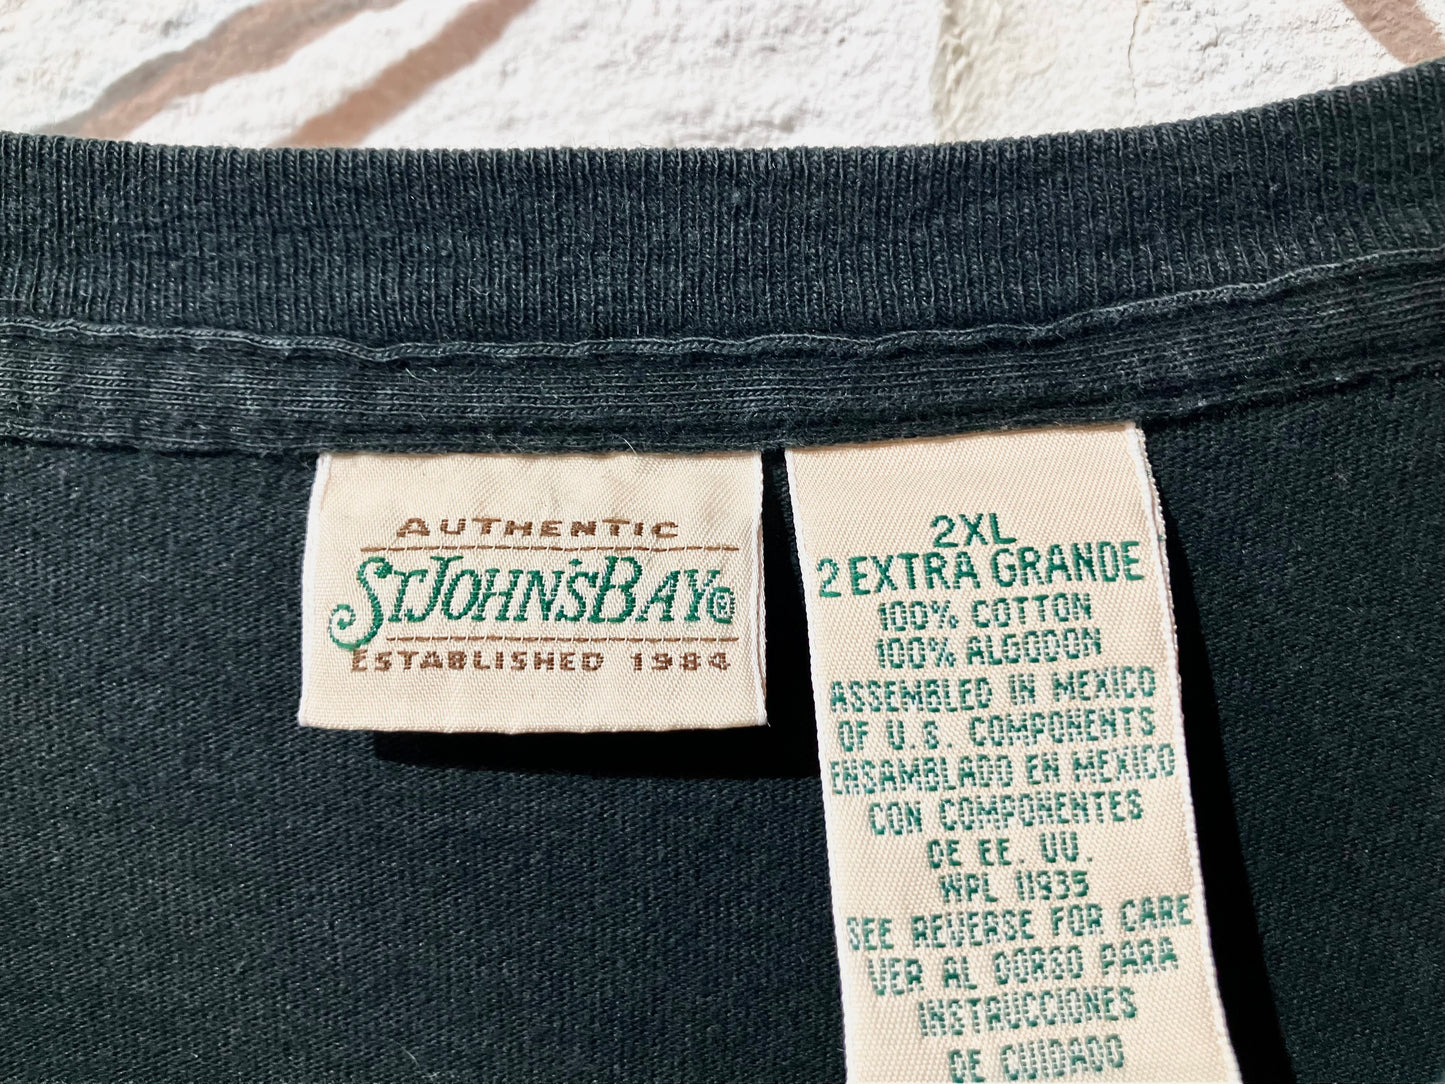 AUTHENTIC
ST. JOHN'S BAY®
ESTABLISHED 1984
2XL
2 EXTRA GRANDE
100% COTTON
100% ALGODON
ASSEMBLED IN MEXICO
OF U.S. COMPONENTS
ENSAMBLADO EN MEXICO
CON COMPONENTES
DE EE. UU.
WPL 11935
SEE REVERSE FOR CARE
VER AL DORSO PARA
INSTRUCCIONES
DE CUIDADO